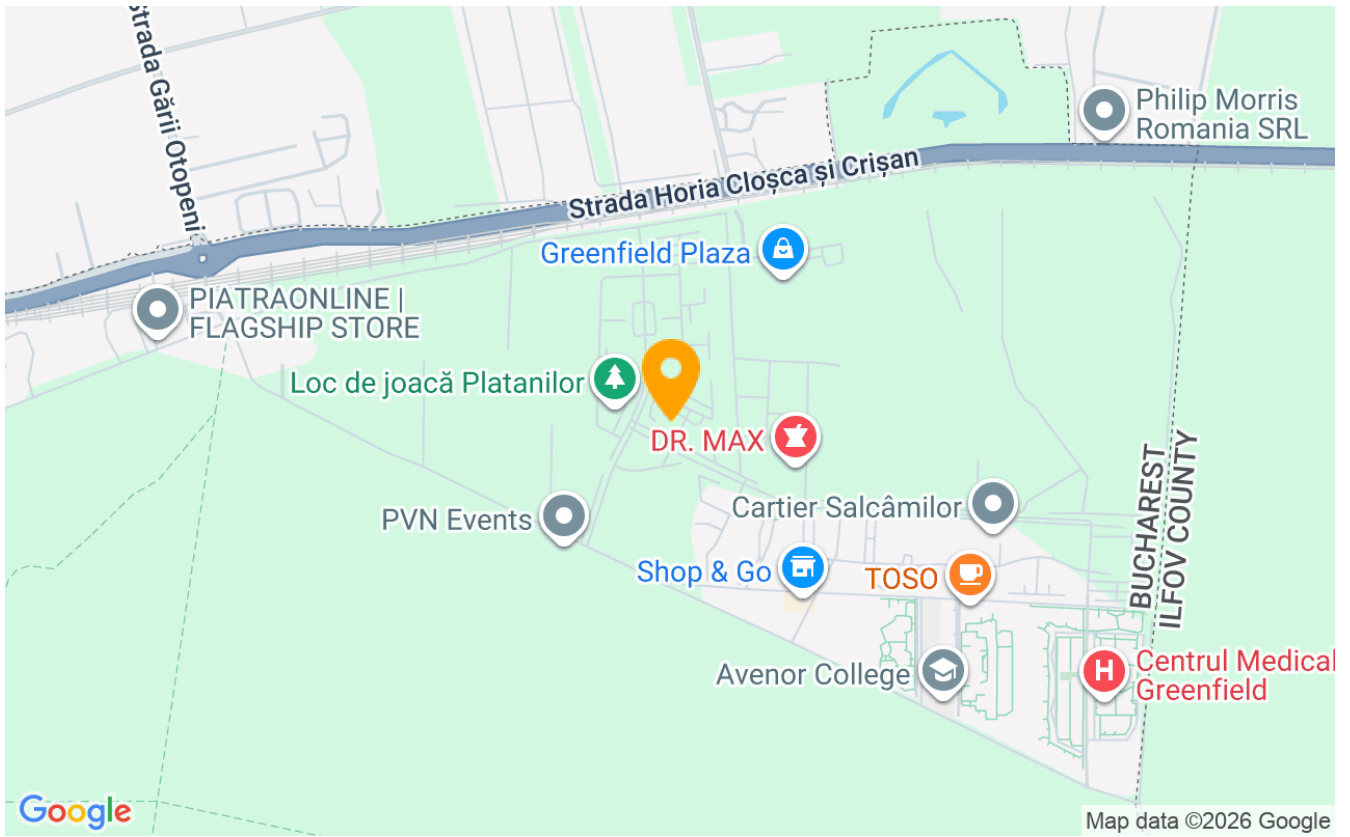 Strada Gării Otopeni
Philip Morris
Romania SRL
Strada Horia Cloșca și Crișan
Greenfield Plaza
PIATRAONLINE |
FLAGSHIP STORE
Loc de joacă Platanilor
DR. MAX
Cartier Salcâmilor
PVN Events
BUCHAREST
ILFOV COUNTY
Shop & Go
TOSO
Avenor College
H
Centrul Medical
Greenfield
Google
Map data ©2026 Google